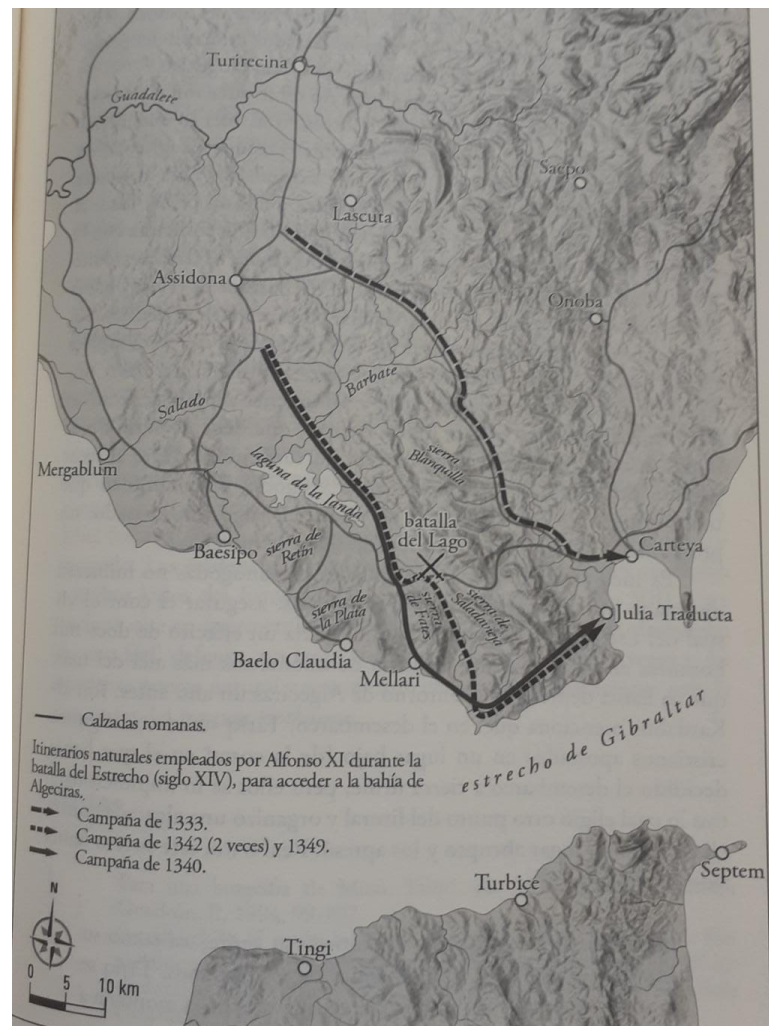 Turirecina
Guadalete
Saepo
Lascuta
Assidona
Onoba
Barbate
Salado
sierra
Blanquilla
Mergablum
laguna de la Janda
batalla
del Lago
Carteya
Baesipo
sierra de
Retín
sierra de
la Plata
sierra
de Fates
sierra de
Saladavieja
Julia Traducta
Baelo Claudia
Mellari
estrecho de Gibraltar
Calzadas romanas.
Itinerarios naturales empleados por Alfonso XI durante la
batalla del Estrecho (siglo XIV), para acceder a la bahía de
Algeciras.
Campaña de 1333.
Campaña de 1342 (2 veces) y 1349.
Campaña de 1340.
Septem
Turbice
Tingi
N
0 5 10 km